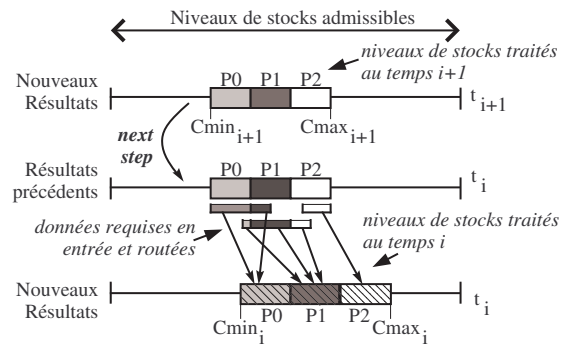 Niveaux de stocks admissibles
niveaux de stocks traités
au temps i+1
Nouveaux
Résultats
P0 P1 P2
t i+1
Cmin i+1
Cmax i+1
next
step
Résultats
précédents
P0 P1 P2
t i
données requises en
entrée et routées
niveaux de stocks traités
au temps i
Nouveaux
Résultats
t i
Cmin i
P0 P1 P2
Cmax i